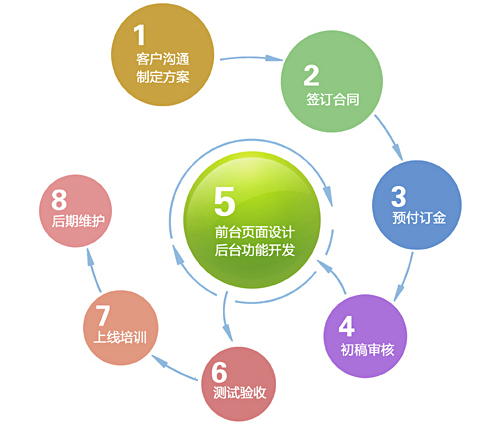 1
客户沟通
制定方案
2
签订合同
3
预付订金
4
初稿审核
5
前台页面设计
后台功能开发
6
测试验收
7
上线培训
8
后期维护